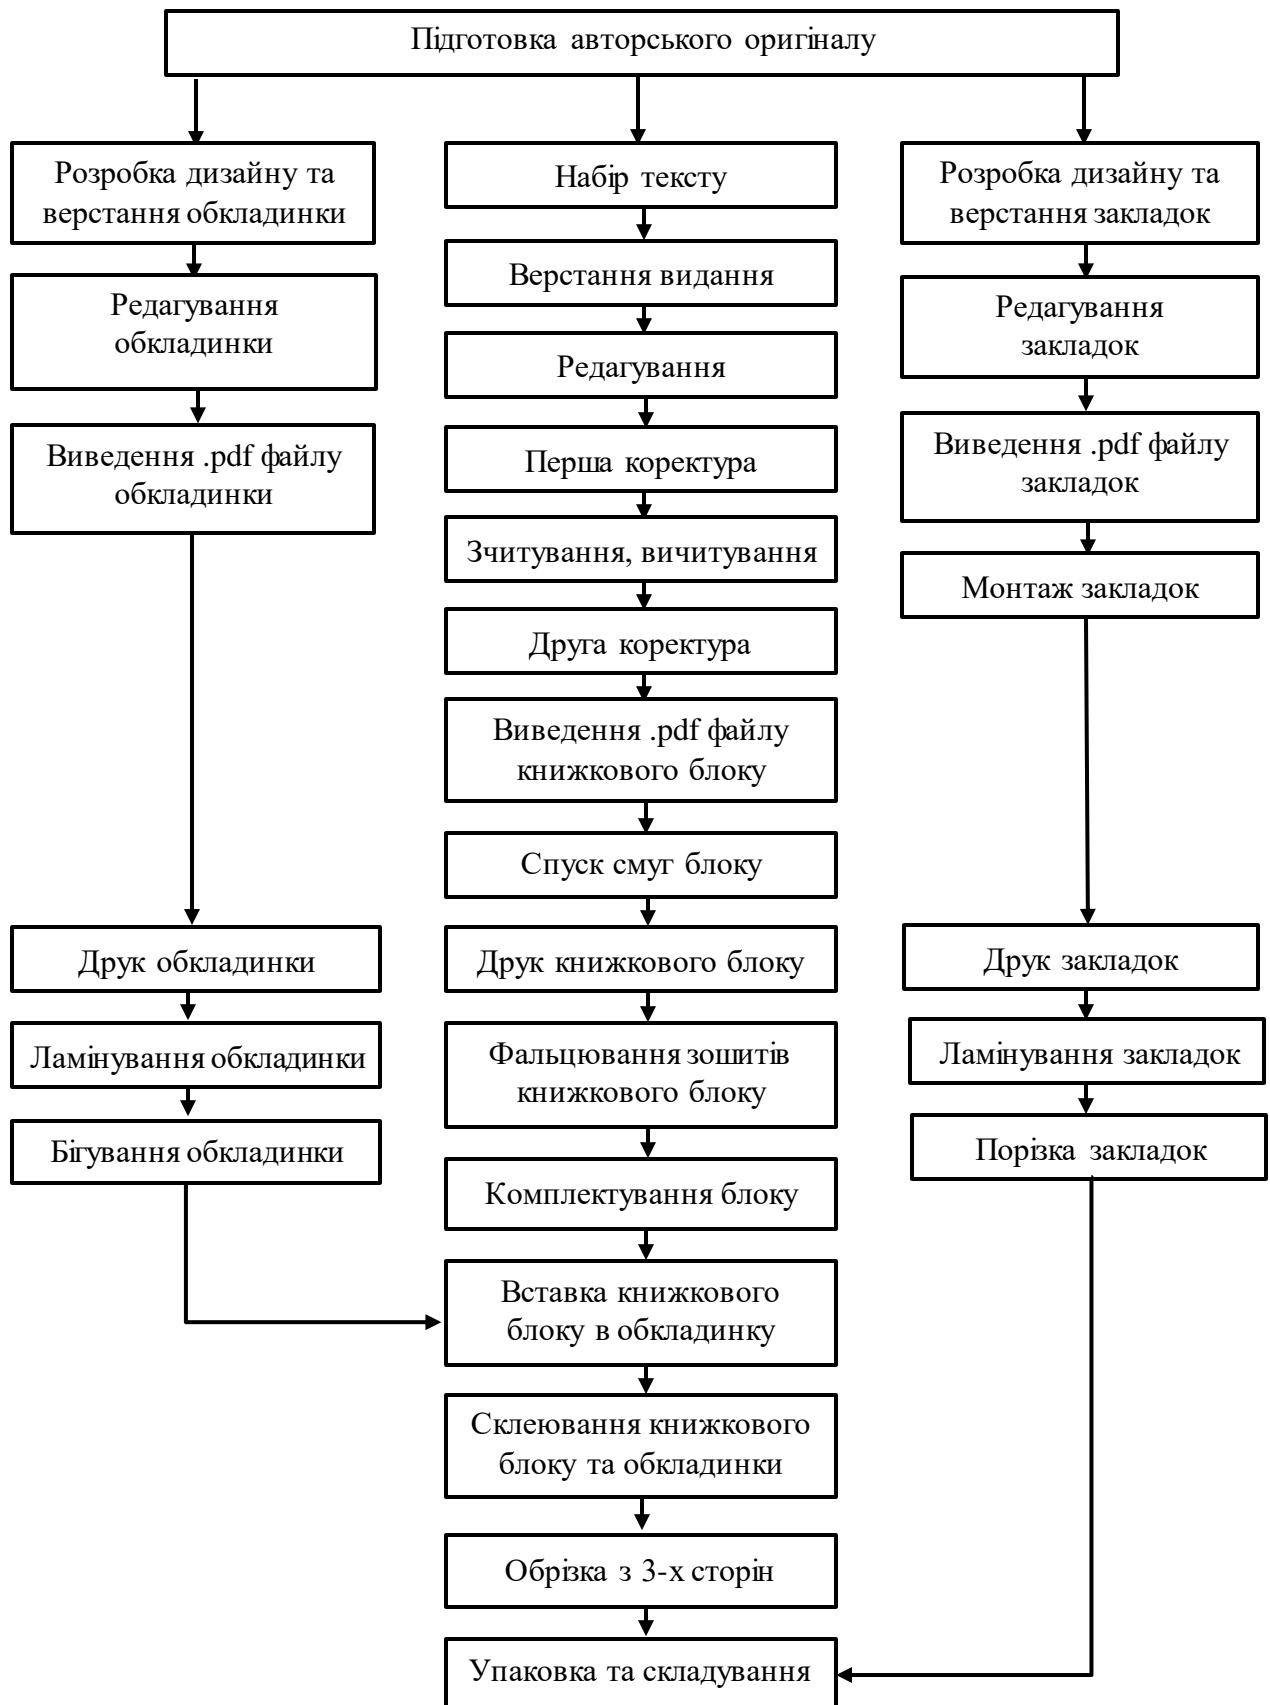 Підготовка авторського оригіналу
Розробка дизайну та
верстання обкладинки
Редагування
обкладинки
Виведення .pdf файлу
обкладинки
Друк обкладинки
Ламінування обкладинки
Бігування обкладинки
Набір тексту
Верстання видання
Редагування
Перша коректура
Зчитування, вичитування
Друга коректура
Виведення .pdf файлу
книжкового блоку
Спуск смуг блоку
Друк книжкового блоку
Фальцювання зошитів
книжкового блоку
Комплектування блоку
Вставка книжкового
блоку в обкладинку
Склеювання книжкового
блоку та обкладинки
Обрізка з 3-х сторін
Упаковка та складування
Розробка дизайну та
верстання закладок
Редагування
закладок
Виведення .pdf файлу
закладок
Монтаж закладок
Друк закладок
Ламінування закладок
Порізка закладок